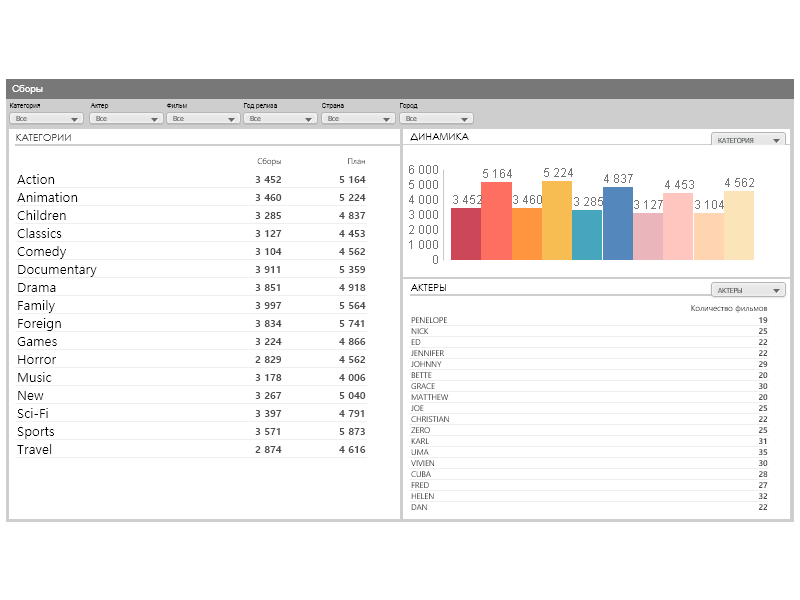 Сборы
Категория Актер Фильм Год релиза Страна Город
Все Все Все Все Все Все
КАТЕГОРИИ
Сборы План
Action 3 452 5 164
Animation 3 460 5 224
Children 3 285 4 837
Classics 3 127 4 453
Comedy 3 104 4 562
Documentary 3 911 5 359
Drama 3 851 4 918
Family 3 997 5 564
Foreign 3 834 5 741
Games 3 224 4 866
Horror 2 829 4 562
Music 3 178 4 006
New 3 267 5 040
Sci-Fi 3 397 4 791
Sports 3 571 5 873
Travel 2 874 4 616
ДИНАМИКА
КАТЕГОРИЯ
6 000
5 000
4 000
3 000
2 000
1 000
0
3 452 5 164 3 460 5 224 3 285 4 837 3 127 4 453 3 104 4 562
АКТЕРЫ
АКТЕРЫ
Количество фильмов
PENELOPE 19
NICK 25
ED 22
JENNIFER 22
JOHNNY 29
BETTE 20
GRACE 30
MATTHEW 20
JOE 25
CHRISTIAN 22
ZERO 25
KARL 31
UMA 35
VIVIEN 30
CUBA 28
FRED 27
HELEN 32
DAN 22